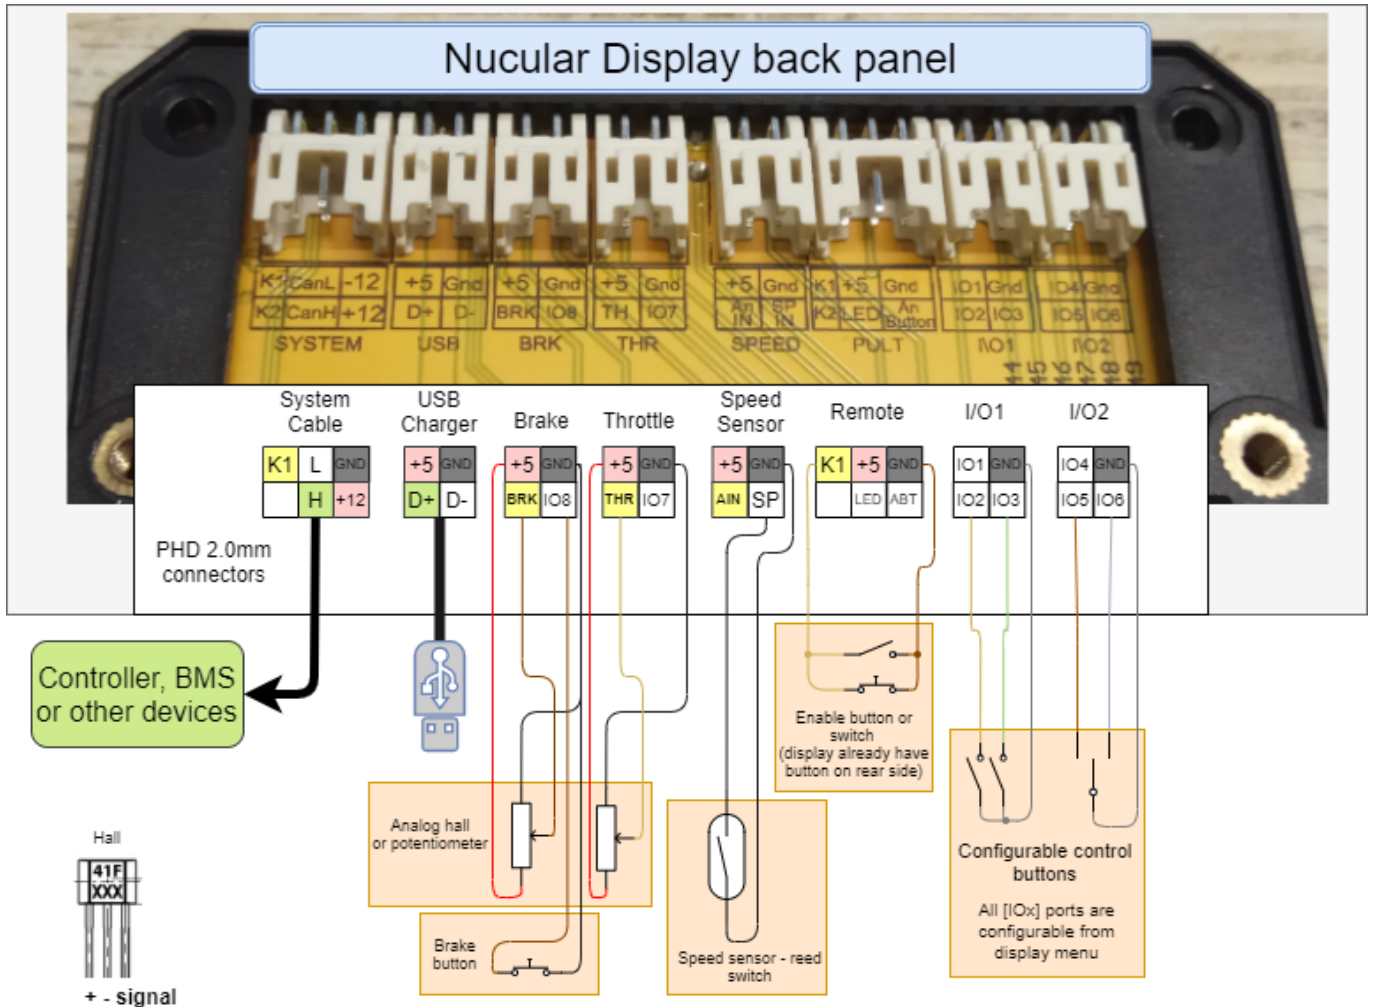 Nucular Display back panel
K1 CanL -12
K2 CanH +12
SYSTEM
+5 Gnd
D+ D-
USB
+5 Gnd
BRK IO8
BRK
+5 Gnd
TH IO7
THR
+5 Gnd
An IN SP IN
SPEED
K1 +5 Gnd
K2 LED An Button
PULT
IO1 Gnd
IO2 IO3
I/O1
IO4 Gnd
IO5 IO6
I/O2
System
Cable
USB
Charger
Brake
Throttle
Speed
Sensor
Remote
I/O1
I/O2
K1 L GND
H +12
+5 GND
D+ D-
+5 GND
BRK IO8
+5 GND
THR IO7
+5 GND
AIN SP
K1 +5 GND
LED ABT
IO1 GND
IO2 IO3
IO4 GND
IO5 IO6
PHD 2.0mm
connectors
Controller, BMS
or other devices
Enable button or
switch
(display already have
button on rear side)
Analog hall
or potentiometer
Brake
button
Speed sensor - reed
switch
Configurable control
buttons
All [IOx] ports are
configurable from
display menu
Hall
41F
XXX
+ - signal